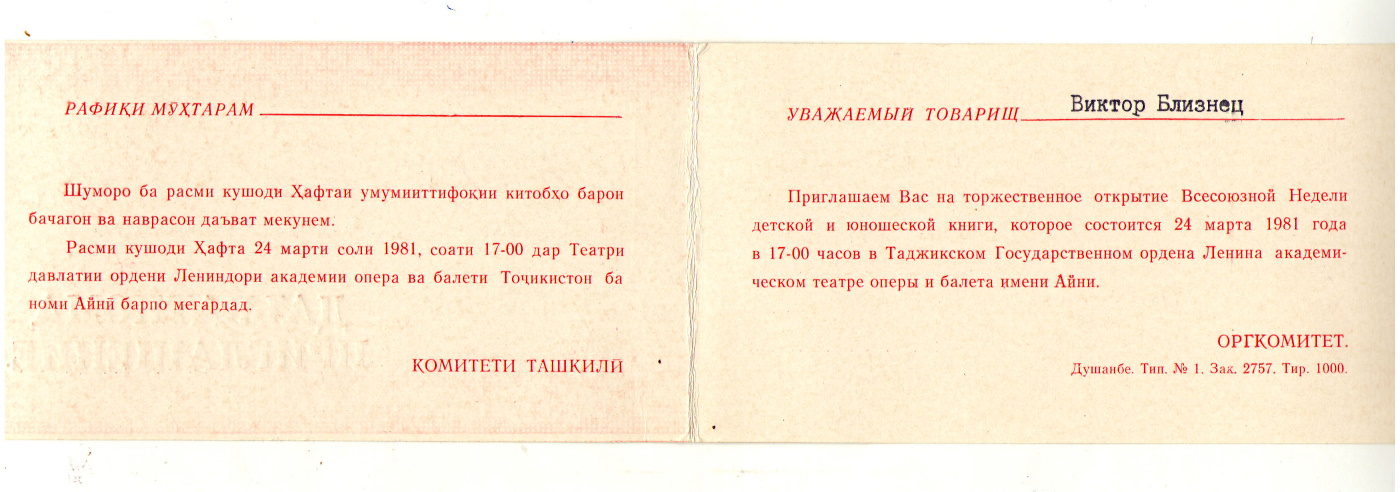 РАФИҚИ МӮҲТАРАМ
Шуморо ба расми кушоди Ҳафтаи умумииттифоқии китобҳо барои
бачагон ва наврасон даъват мекунем.
Расми кушоди Ҳафта 24 марти соли 1981, соати 17-00 дар Театри
давлатии ордени Лениндори академии опера ва балети Тоҷикистон ба
номи Айнӣ барпо мегардад.
КОМИТЕТИ ТАШКИЛӢ
УВАЖАЕМЫЙ ТОВАРИЩ Виктор Близнец
Приглашаем Вас на торжественное открытие Всесоюзной Недели
детской и юношеской книги, которое состоится 24 марта 1981 года
в 17-00 часов в Таджикском Государственном ордена Ленина академи-
ческом театре оперы и балета имени Айни.
ОРГКОМИТЕТ.
Душанбе. Тип. № 1. Зак. 2757. Тир. 1000.